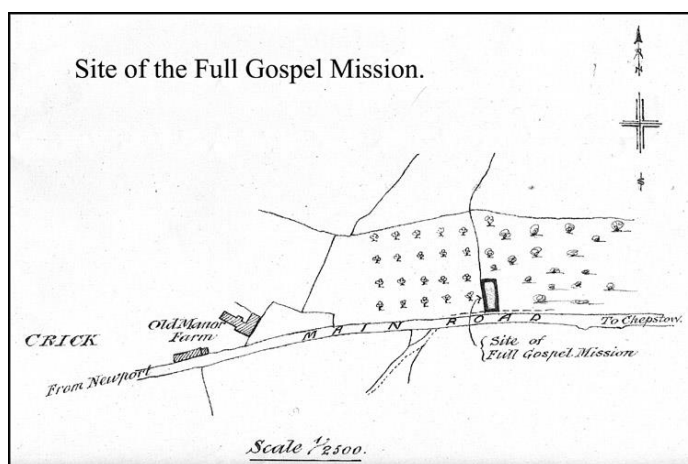 Site of the Full Gospel Mission.
N
S
Old Manor
Farm
CRICK
MAIN ROAD
To Chepstow.
From Newport
Site of
Full Gospel Mission
Scale 1/2500.